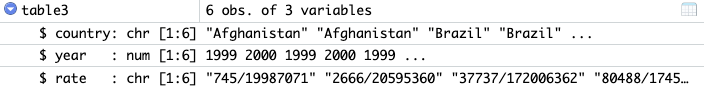 table3 6 obs. of 3 variables
$ country: chr [1:6] "Afghanistan" "Afghanistan" "Brazil" "Brazil" ...
$ year : num [1:6] 1999 2000 1999 2000 1999 ...
$ rate : chr [1:6] "745/19987071" "2666/20595360" "37737/172006362" "80488/1745…